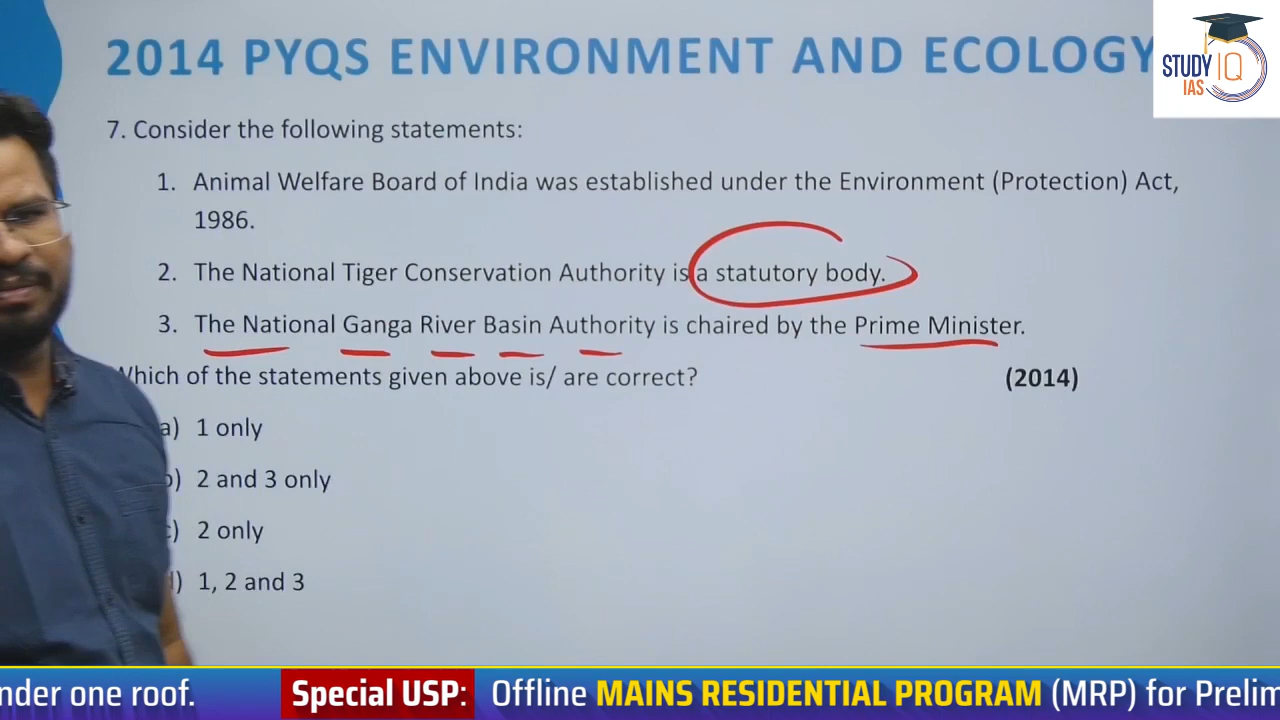 2014 PYQS ENVIRONMENT AND ECOLOGY
STUDY IQ
IAS
7. Consider the following statements:
1. Animal Welfare Board of India was established under the Environment (Protection) Act,
1986.
2. The National Tiger Conservation Authority is a statutory body.
3. The National Ganga River Basin Authority is chaired by the Prime Minister.
Which of the statements given above is/ are correct? (2014)
a) 1 only
b) 2 and 3 only
c) 2 only
d) 1, 2 and 3
nder one roof. Special USP: Offline MAINS RESIDENTIAL PROGRAM (MRP) for Prelim